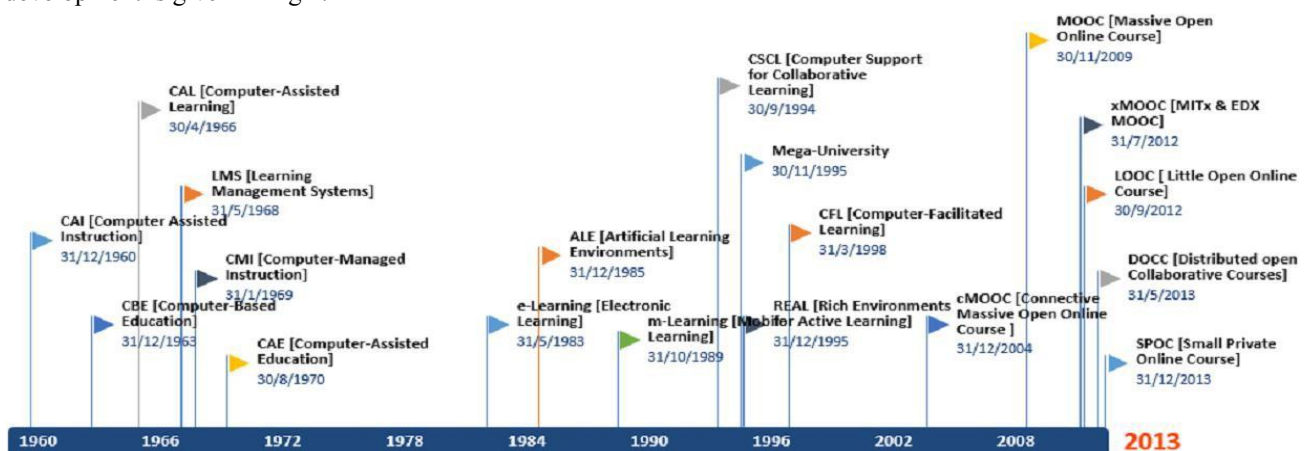 MOOC [Massive Open
Online Course]
30/11/2009
CSCL [Computer Support
for Collaborative
Learning]
30/9/1994
CAL [Computer-Assisted
Learning]
30/4/1966
xMOOC [MITx & EDX
MOOC]
31/7/2012
Mega-University
30/11/1995
LMS [Learning
Management Systems]
31/5/1968
LOOC [ Little Open Online
Course]
30/9/2012
CFL [Computer-Facilitated
Learning]
31/3/1998
CAI [Computer Assisted
Instruction]
31/12/1960
ALE [Artificial Learning
Environments]
31/12/1985
CMI [Computer-Managed
Instruction]
31/1/1969
DOCC [Distributed open
Collaborative Courses]
31/5/2013
CBE [Computer-Based
Education]
31/12/1963
e-Learning [Electronic
Learning]
31/5/1983
m-Learning [Mobile
Learning]
31/10/1989
REAL [Rich Environments
for Active Learning]
31/12/1995
cMOOC [Connective
Massive Open Online
Course ]
31/12/2004
CAE [Computer-Assisted
Education]
30/8/1970
SPOC [Small Private
Online Course]
31/12/2013
1960 1966 1972 1978 1984 1990 1996 2002 2008 2013